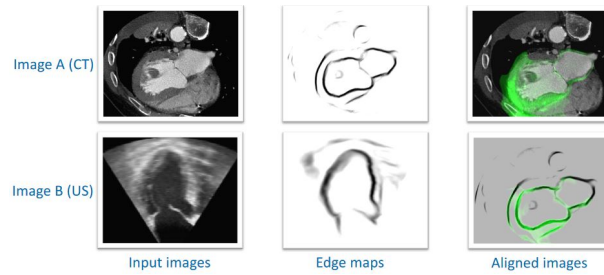 Image A (CT)
Image B (US)
Input images
Edge maps
Aligned images